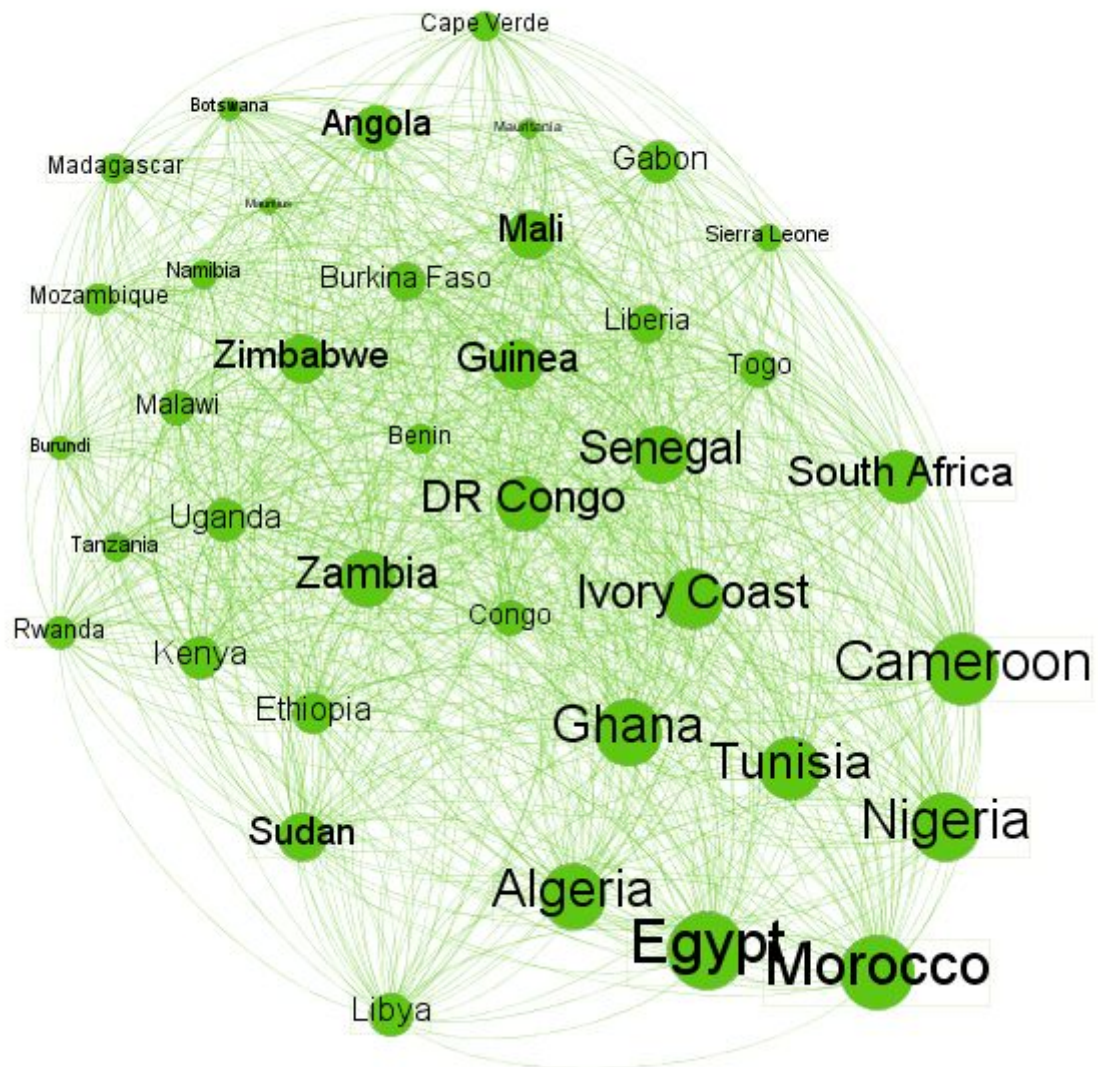 Cape Verde
Botswana
Angola
Mauritania
Madagascar
Gabon
Mauritius
Mali
Sierra Leone
Namibia
Burkina Faso
Mozambique
Liberia
Zimbabwe
Guinea
Togo
Malawi
Benin
Burundi
Senegal
South Africa
DR Congo
Uganda
Tanzania
Zambia
Ivory Coast
Congo
Rwanda
Kenya
Cameroon
Ethiopia
Ghana
Tunisia
Nigeria
Sudan
Algeria
Egypt
Morocco
Libya